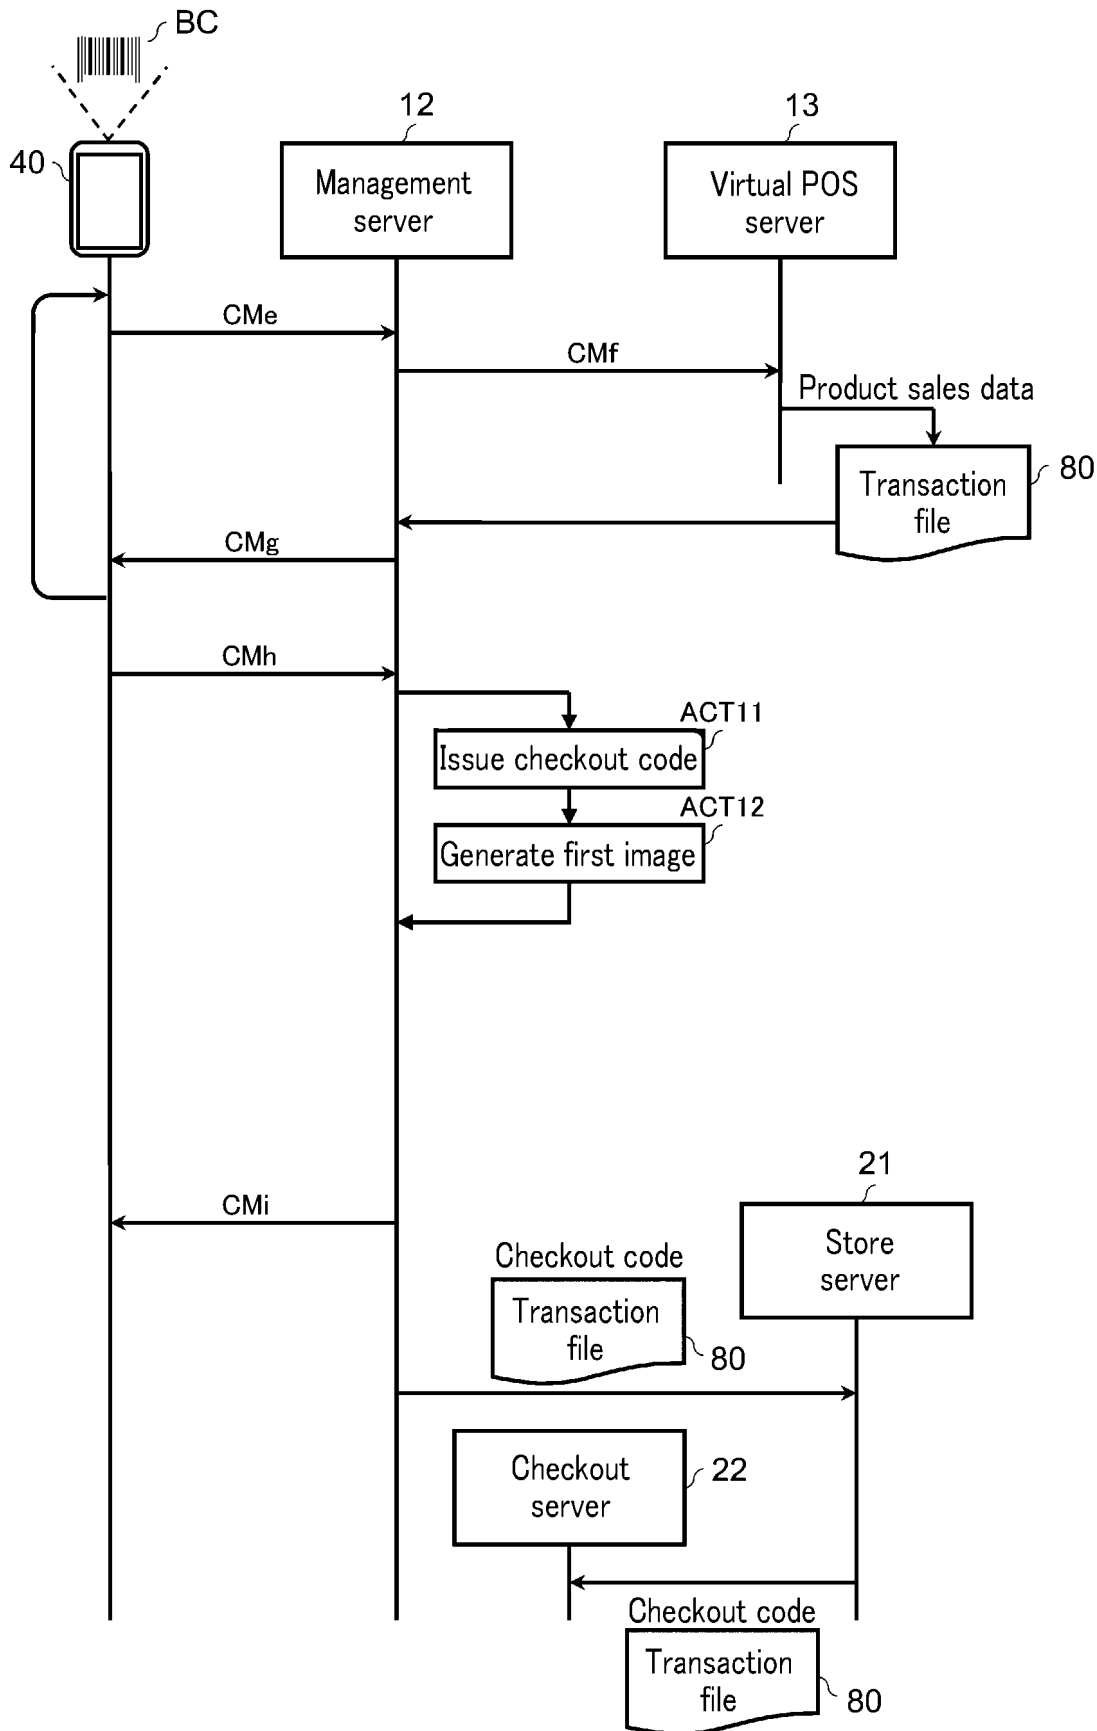 BC
12
13
40
Management
server
Virtual POS
server
CMe
CMf
Product sales data
80
Transaction
file
CMg
CMh
ACT11
Issue checkout code
ACT12
Generate first image
21
CMi
Store
server
Checkout code
Transaction
file
80
Checkout
server
22
Checkout code
Transaction
file
80